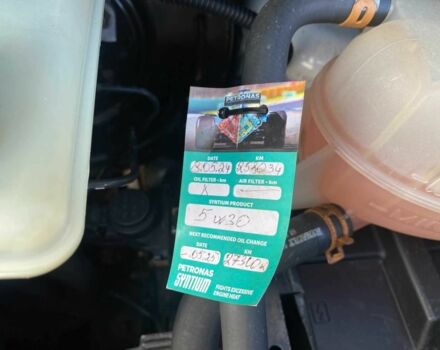 PETRONAS
DATE KM
OIL FILTER - km AIR FILTER - km
X —
SYNTIUM PRODUCT
5w30
NEXT RECOMMENDED OIL CHANGE
DATE KM
PETRONAS
SYNTIUM
FIGHTS EXCESSIVE
ENGINE HEAT